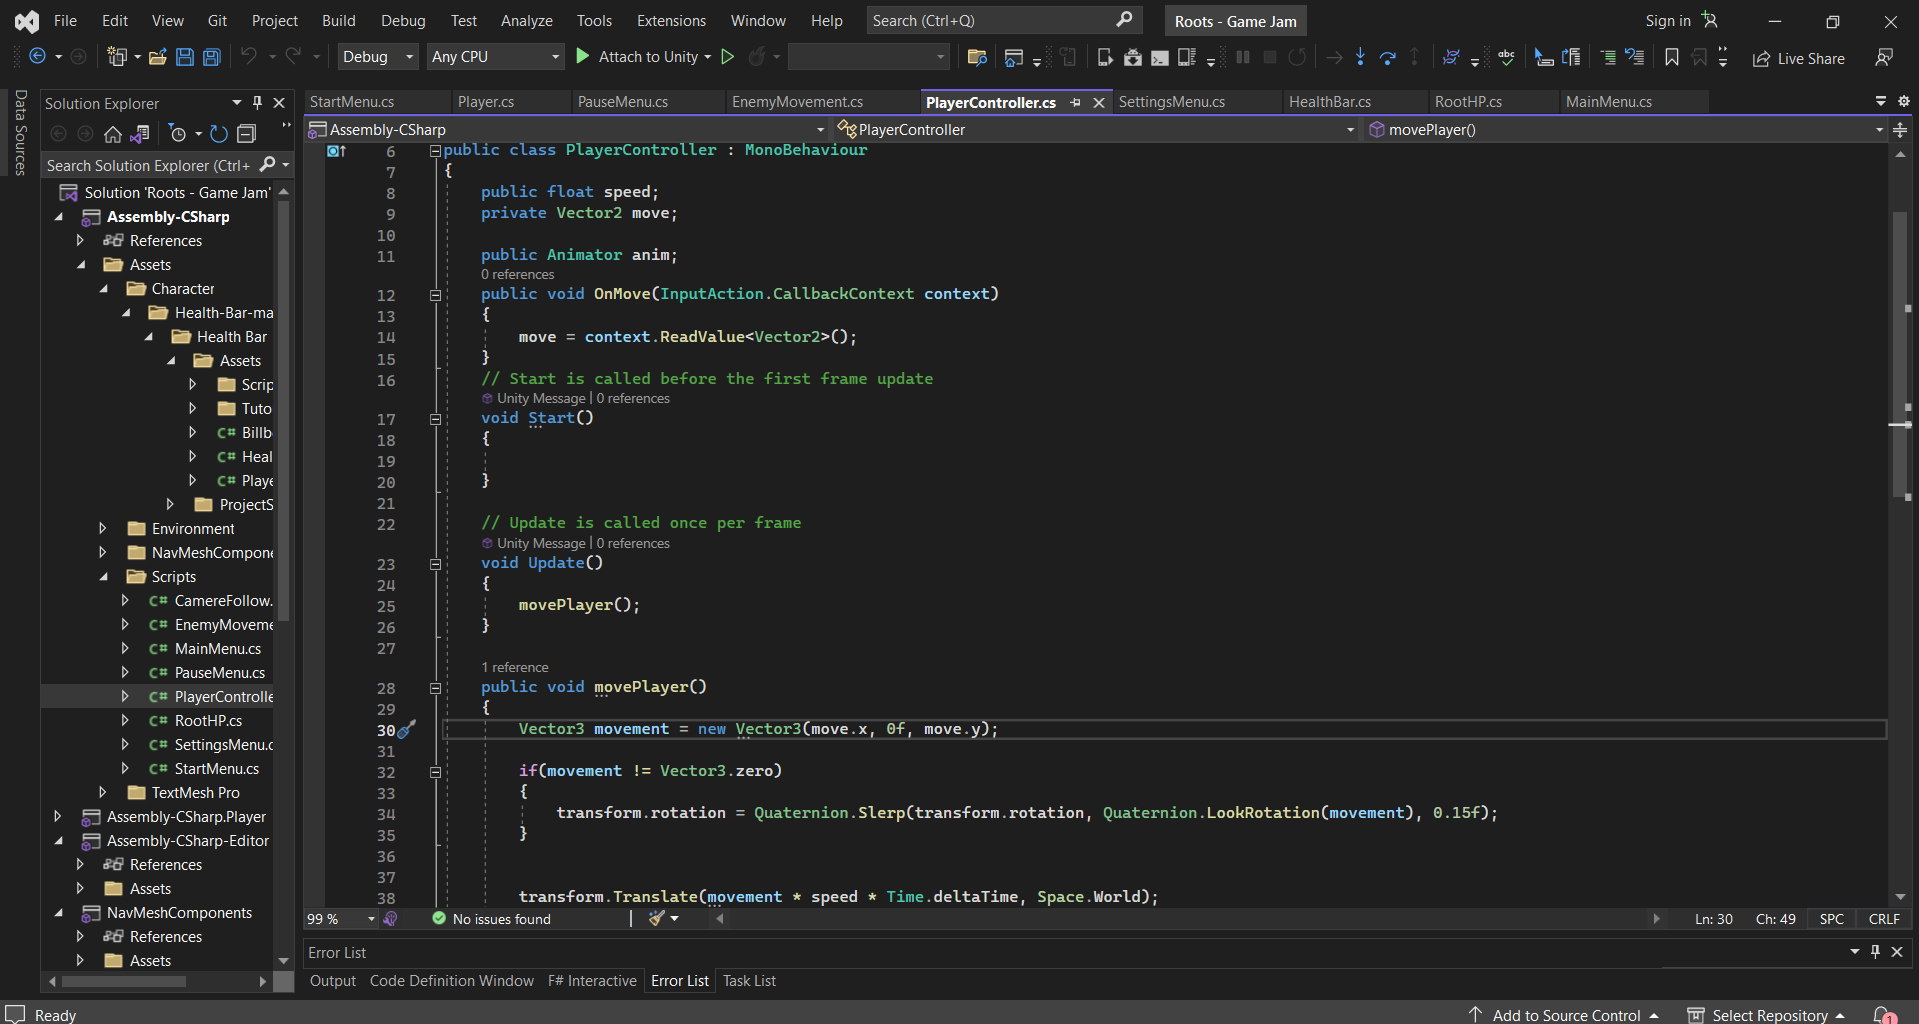 File Edit View Git Project Build Debug Test Analyze Tools Extensions Window Help Search (Ctrl+Q) Roots - Game Jam Sign in
Debug Any CPU Attach to Unity Live Share
Data Sources
Solution Explorer
Search Solution Explorer (Ctrl+
Solution 'Roots - Game Jam'
Assembly-CSharp
References
Assets
Character
Health-Bar-ma
Health Bar
Assets
Scrip
Tuto
C# Billb
C# Heal
C# Playe
ProjectS
Environment
NavMeshCompone
Scripts
C# CamereFollow.
C# EnemyMoveme
C# MainMenu.cs
C# PauseMenu.cs
C# PlayerControlle
C# RootHP.cs
C# SettingsMenu.c
C# StartMenu.cs
TextMesh Pro
Assembly-CSharp.Player
Assembly-CSharp-Editor
References
Assets
NavMeshComponents
References
Assets
StartMenu.cs Player.cs PauseMenu.cs EnemyMovement.cs PlayerController.cs SettingsMenu.cs HealthBar.cs RootHP.cs MainMenu.cs
Assembly-CSharp PlayerController movePlayer()
6 public class PlayerController : MonoBehaviour
7 {
8 public float speed;
9 private Vector2 move;
10
11 public Animator anim;
0 references
12 public void OnMove(InputAction.CallbackContext context)
13 {
14 move = context.ReadValue<Vector2>();
15 }
16 // Start is called before the first frame update
Unity Message | 0 references
17 void Start()
18 {
19
20 }
21
22 // Update is called once per frame
Unity Message | 0 references
23 void Update()
24 {
25 movePlayer();
26 }
27
1 reference
28 public void movePlayer()
29 {
30 Vector3 movement = new Vector3(move.x, 0f, move.y);
31
32 if(movement != Vector3.zero)
33 {
34 transform.rotation = Quaternion.Slerp(transform.rotation, Quaternion.LookRotation(movement), 0.15f);
35 }
36
37
38 transform.Translate(movement * speed * Time.deltaTime, Space.World);
99 % No issues found Ln: 30 Ch: 49 SPC CRLF
Error List
Output Code Definition Window F# Interactive Error List Task List
Ready Add to Source Control Select Repository 1